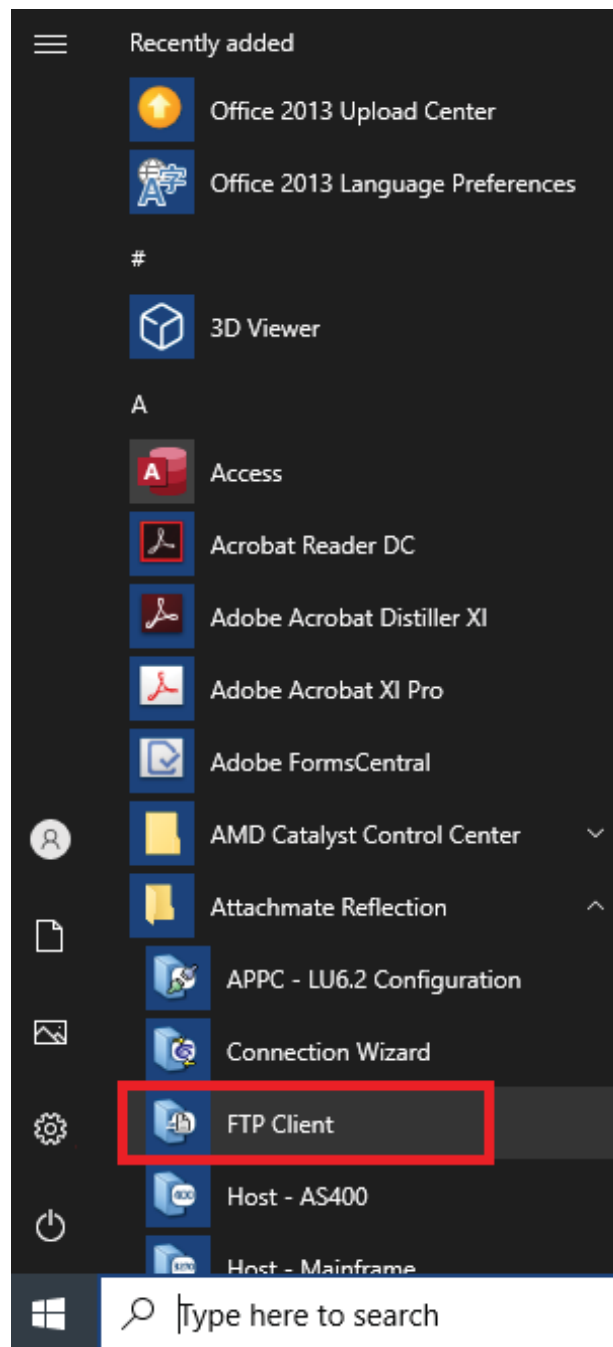 Recently added
Office 2013 Upload Center
Office 2013 Language Preferences
#
3D Viewer
A
Access
Acrobat Reader DC
Adobe Acrobat Distiller XI
Adobe Acrobat XI Pro
Adobe FormsCentral
AMD Catalyst Control Center
Attachmate Reflection
APPC - LU6.2 Configuration
Connection Wizard
FTP Client
Host - AS400
Host - Mainframe
Type here to search